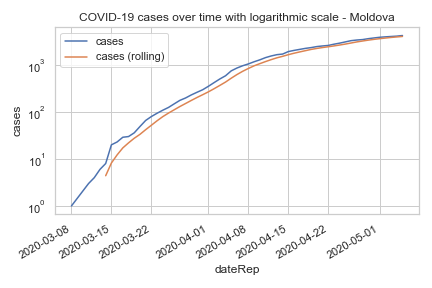 COVID-19 cases over time with logarithmic scale - Moldova
cases
cases (rolling)
10³
10²
10¹
10⁰
cases
2020-03-08
2020-03-15
2020-03-22
2020-04-01
2020-04-08
2020-04-15
2020-04-22
2020-05-01
dateRep